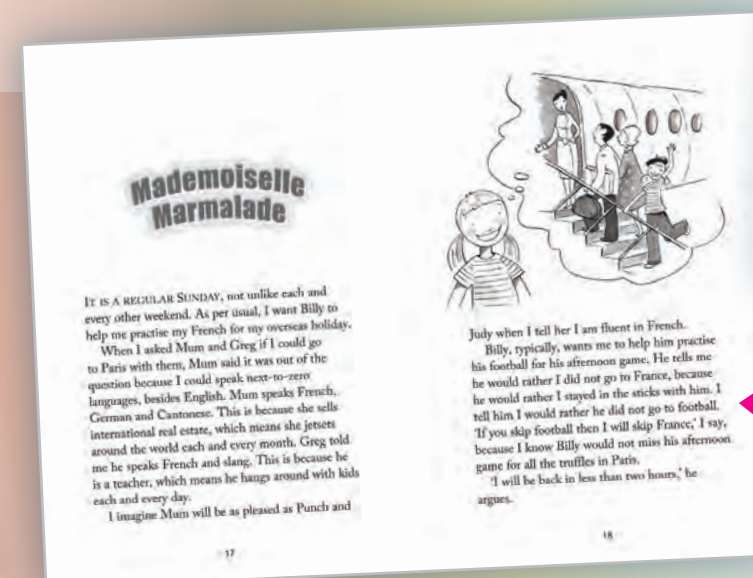 Mademoiselle
Marmalade
IT IS A REGULAR SUNDAY, not unlike each and
every other weekend. As per usual, I want Billy to
help me practise my French for my overseas holiday.
When I asked Mum and Greg if I could go
to Paris with them, Mum said it was out of the
question because I could speak next-to-zero
languages, besides English. Mum speaks French,
German and Cantonese. This is because she sells
international real estate, which means she jetsets
around the world each and every month. Greg told
me he speaks French and slang. This is because he
is a teacher, which means he hangs around with kids
each and every day.
I imagine Mum will be as pleased as Punch and
17
Judy when I tell her I am fluent in French.
Billy, typically, wants me to help him practise
his football for his afternoon game. He tells me
he would rather I did not go to France, because
he would rather I stayed in the sticks with him. I
tell him I would rather he did not go to football.
‘If you skip football then I will skip France,’ I say,
because I know Billy would not miss his afternoon
game for all the truffles in Paris.
‘I will be back in less than two hours,’ he
argues.
18